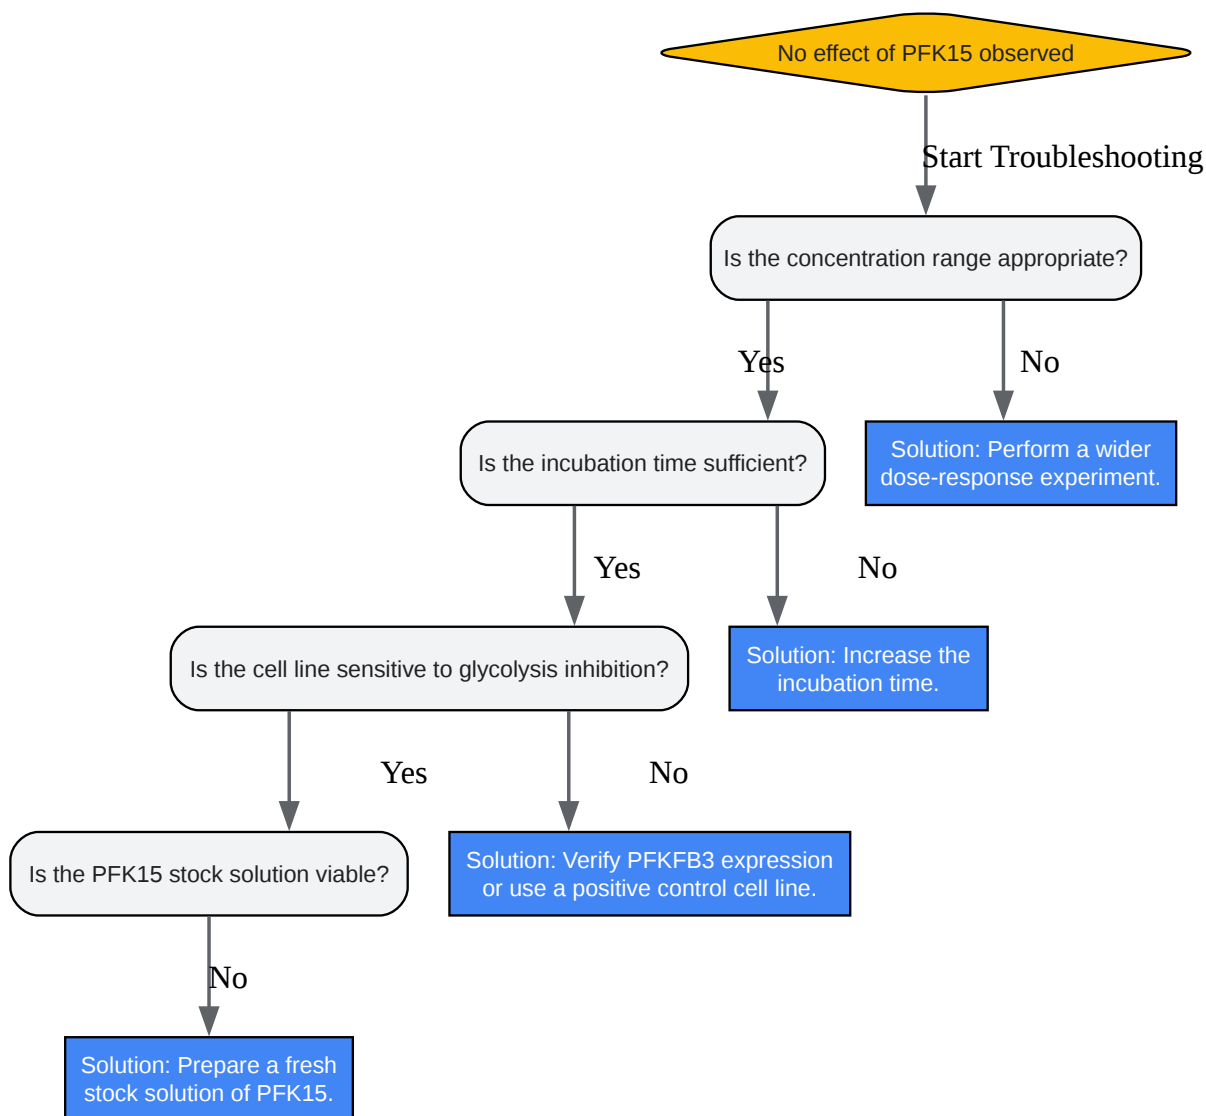 No effect of PFK15 observed
Start Troubleshooting
Is the concentration range appropriate?
Yes
No
Is the incubation time sufficient?
Solution: Perform a wider
dose-response experiment.
Yes
No
Is the cell line sensitive to glycolysis inhibition?
Solution: Increase the
incubation time.
Yes
No
Is the PFK15 stock solution viable?
Solution: Verify PFKFB3 expression
or use a positive control cell line.
No
Solution: Prepare a fresh
stock solution of PFK15.